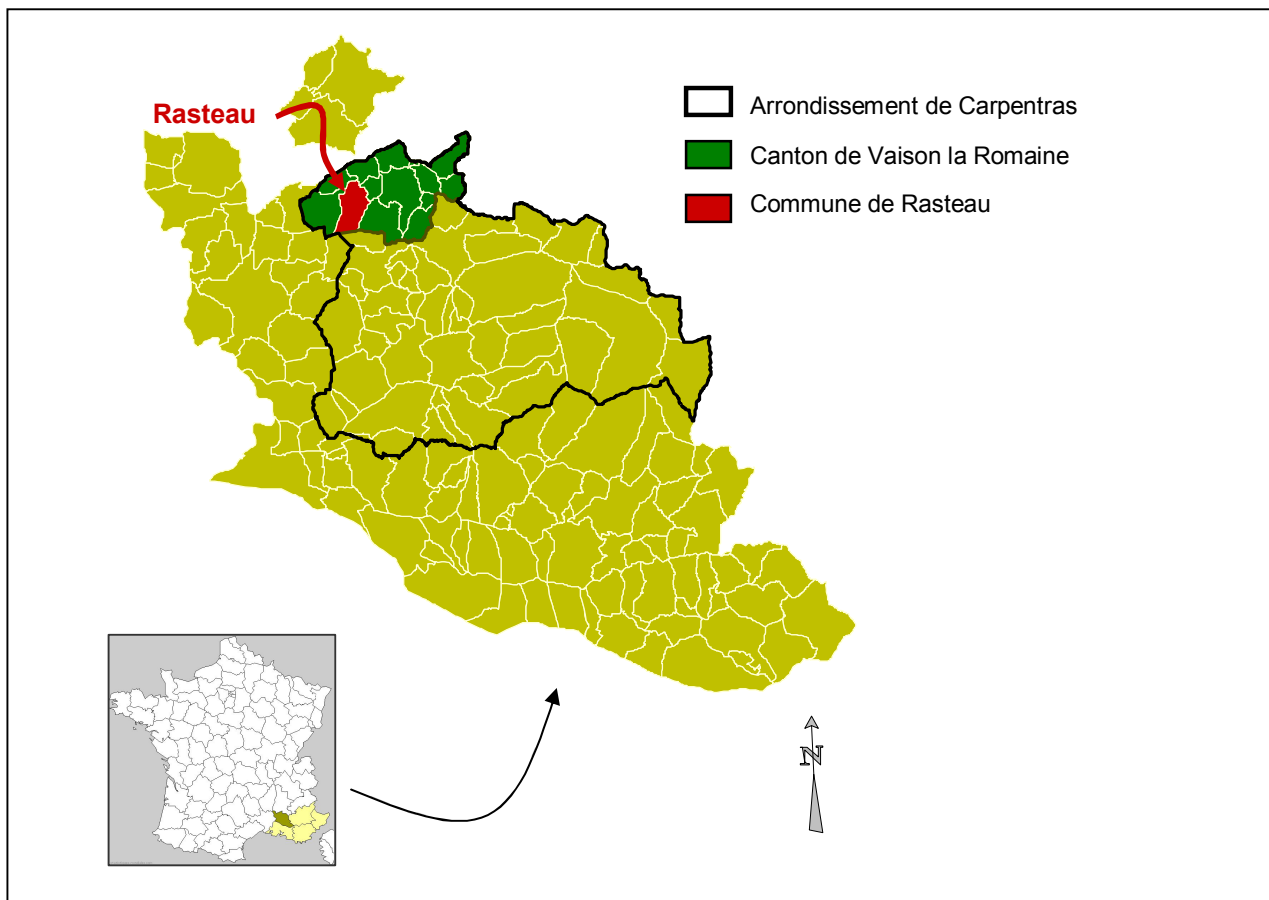 Rasteau
Arrondissement de Carpentras
Canton de Vaison la Romaine
Commune de Rasteau
N